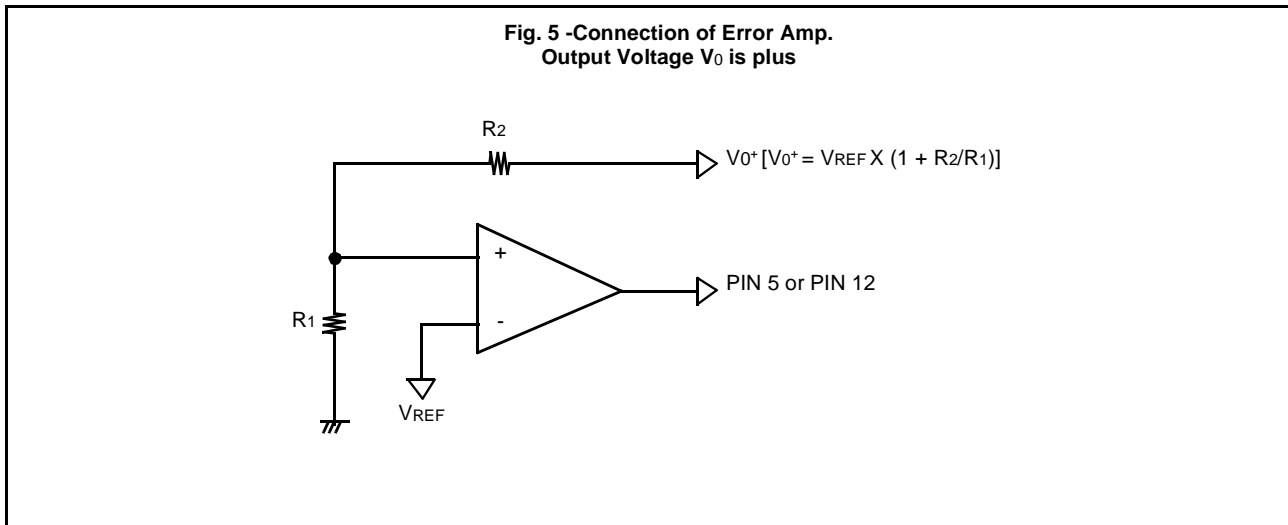 Fig. 5 -Connection of Error Amp.
Output Voltage V0 is plus
R2
V0+ [V0+ = VREF X (1 + R2/R1)]
+
PIN 5 or PIN 12
R1
-
VREF